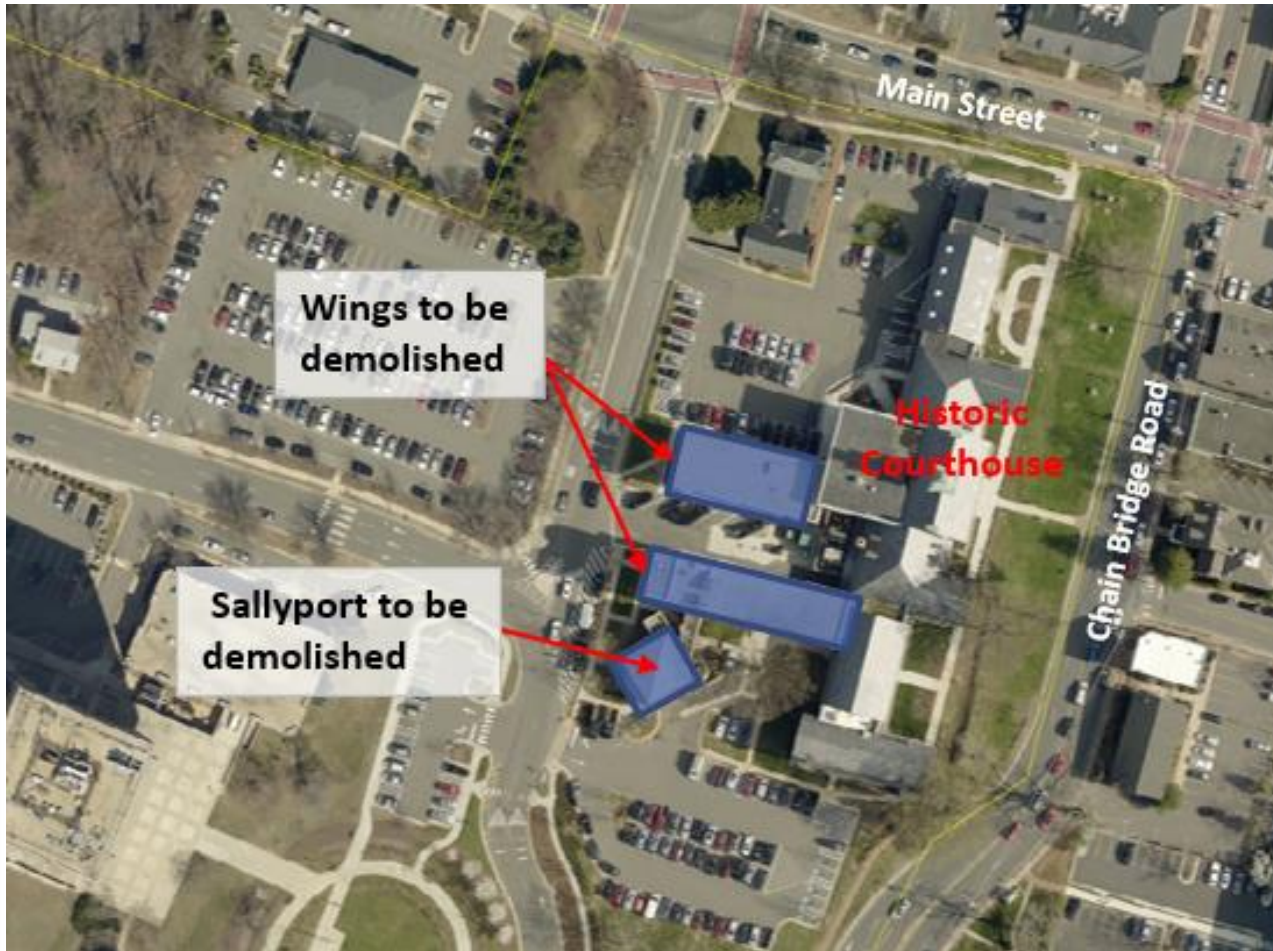 Main Street
Wings to be
demolished
Historic
Courthouse
Chain Bridge Road
Sallyport to be
demolished